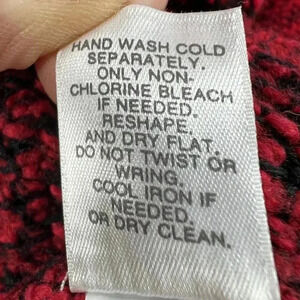 HAND WASH COLD
SEPARATELY.
ONLY NON-
CHLORINE BLEACH
IF NEEDED.
RESHAPE.
AND DRY FLAT.
DO NOT TWIST OR
WRING.
COOL IRON IF
NEEDED.
OR DRY CLEAN.